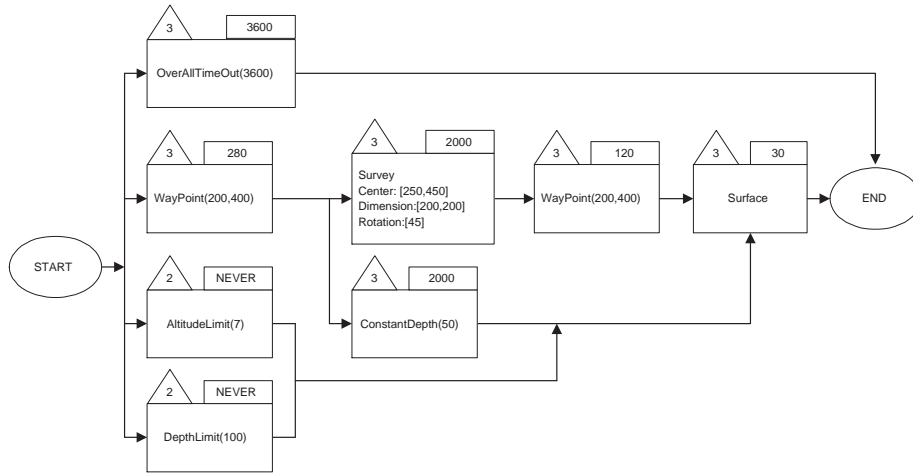 3
3600
OverAllTimeOut(3600)
3
280
WayPoint(200,400)
3
2000
Survey
Center: [250,450]
Dimension:[200,200]
Rotation:[45]
3
120
WayPoint(200,400)
3
30
Surface
END
START
2
NEVER
AltitudeLimit(7)
3
2000
ConstantDepth(50)
2
NEVER
DepthLimit(100)